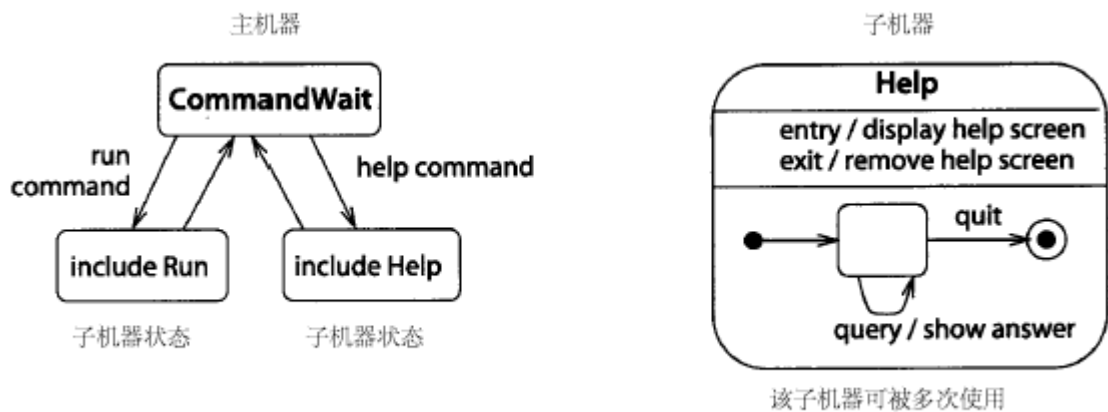 主机器
CommandWait
run
command
help command
include Run
include Help
子机器状态
子机器状态
子机器
Help
entry / display help screen
exit / remove help screen
quit
query / show answer
该子机器可被多次使用